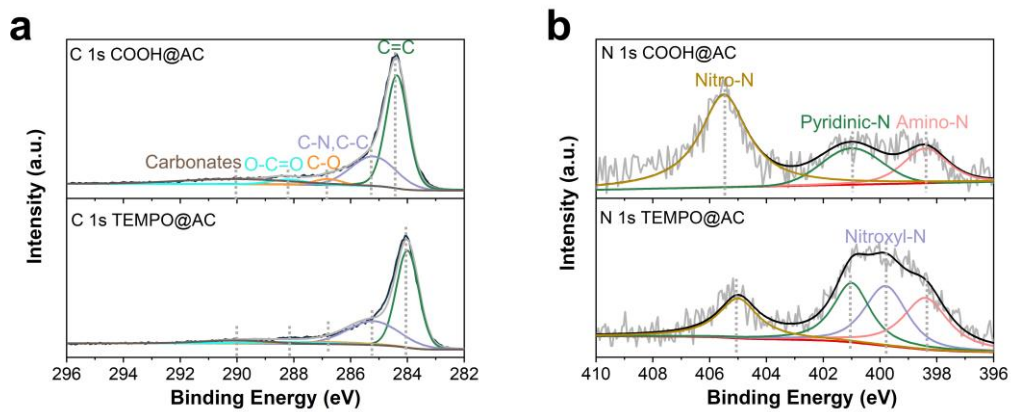 a
C 1s COOH@AC
C=C
C-N,C-C
Carbonates O-C=O C-O
C 1s TEMPO@AC
Intensity (a.u.)
296 294 292 290 288 286 284 282
Binding Energy (eV)
b
N 1s COOH@AC
Nitro-N
Pyridinic-N Amino-N
N 1s TEMPO@AC
Nitroxyl-N
Intensity (a.u.)
410 408 406 404 402 400 398 396
Binding Energy (eV)